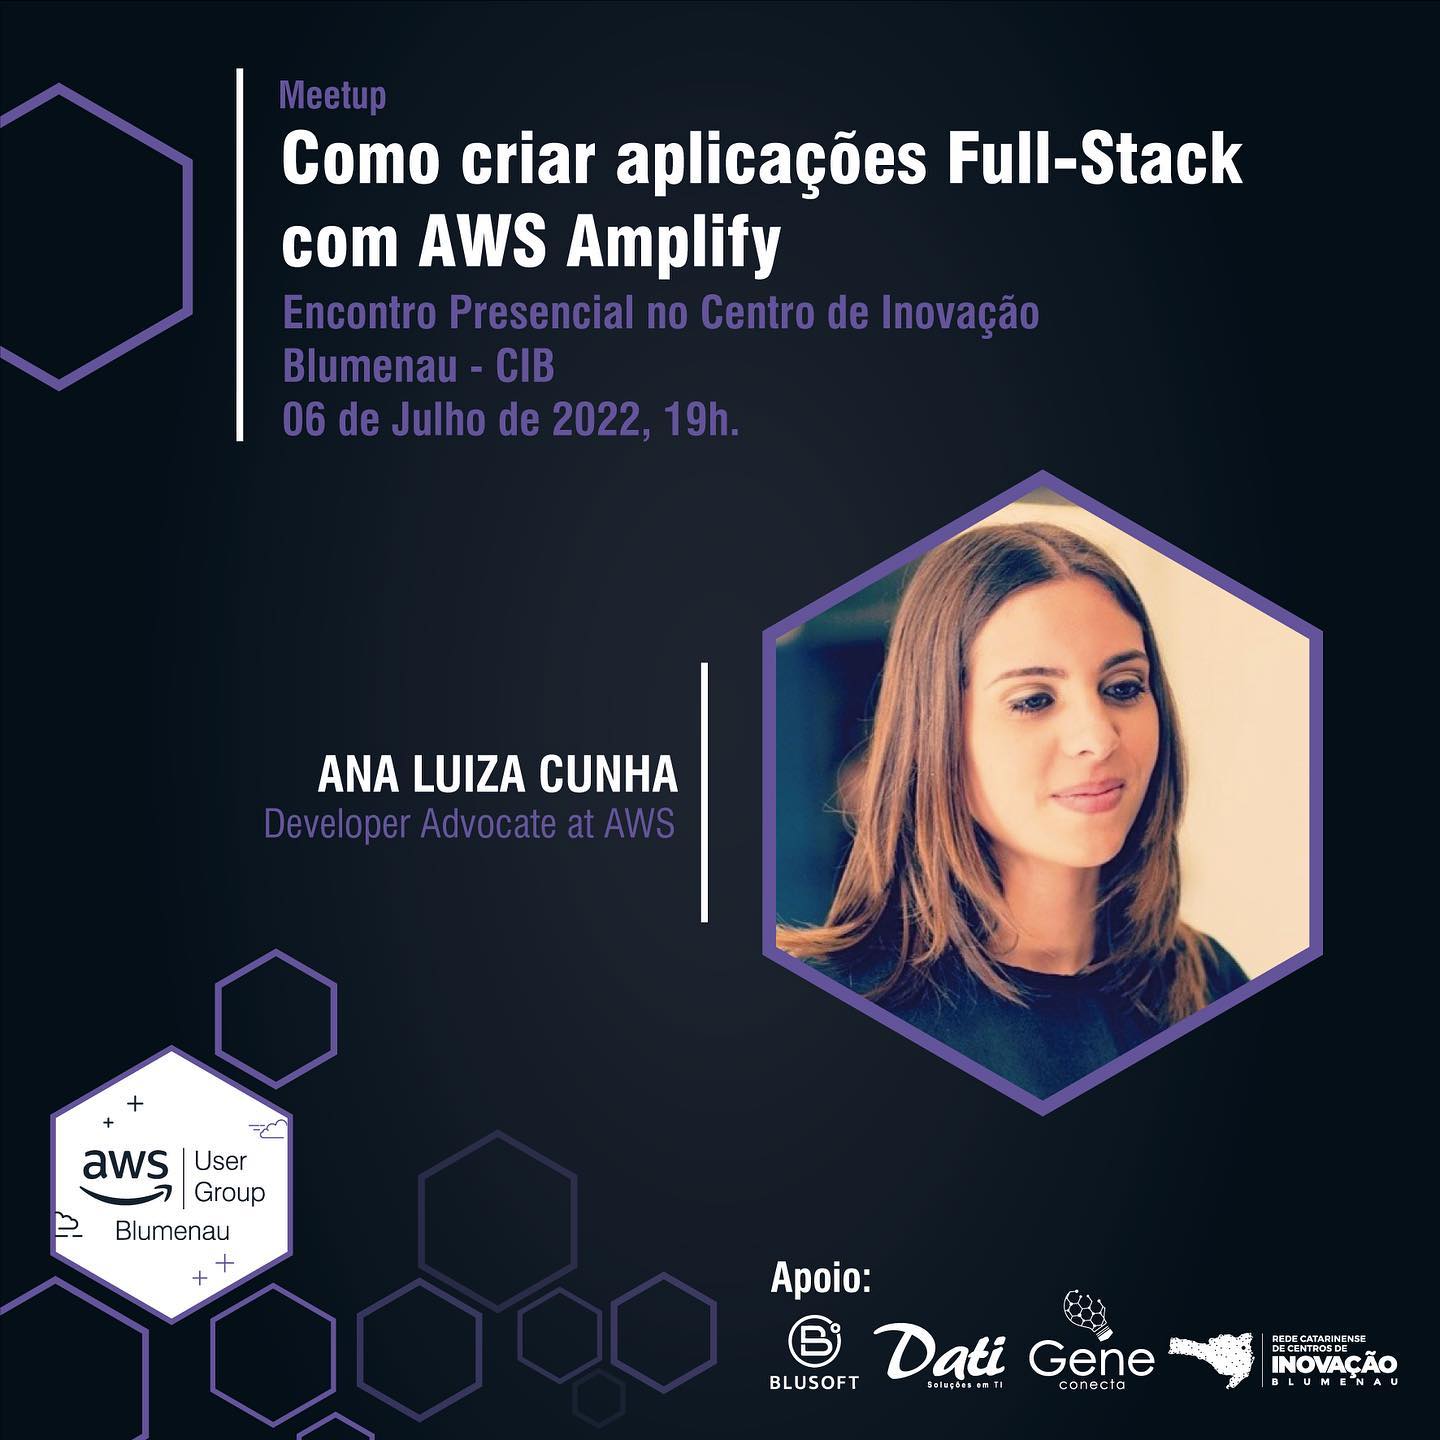 Meetup
Como criar aplicações Full-Stack
com AWS Amplify
Encontro Presencial no Centro de Inovação
Blumenau - CIB
06 de Julho de 2022, 19h.
ANA LUIZA CUNHA
Developer Advocate at AWS
aws
User
Group
Blumenau
Apoio:
B
BLUSOFT
Dati
Soluções em TI
Gene
conecta
REDE CATARINENSE
DE CENTROS DE
INOVAÇÃO
BLUMENAU